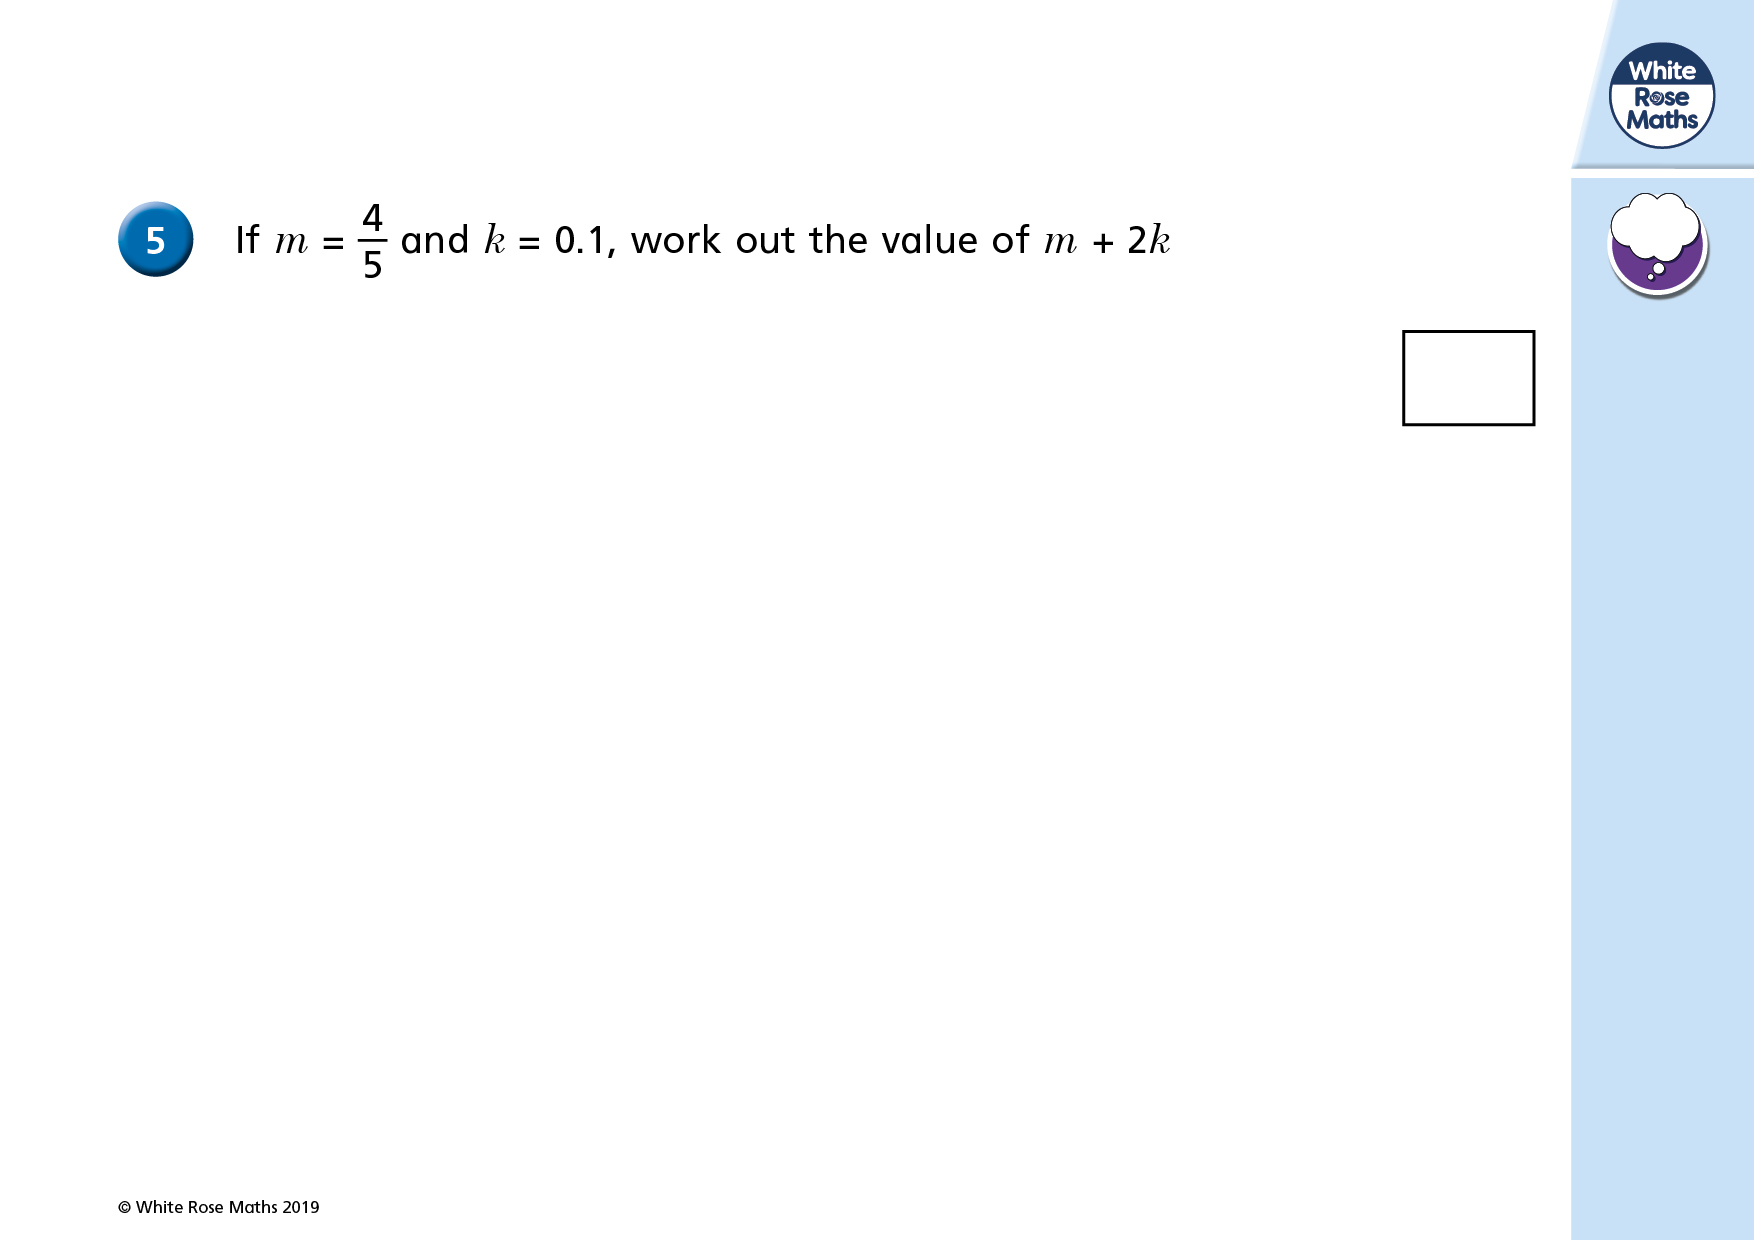 White
Rose
Maths
5 If m = 4/5 and k = 0.1, work out the value of m + 2k
© White Rose Maths 2019